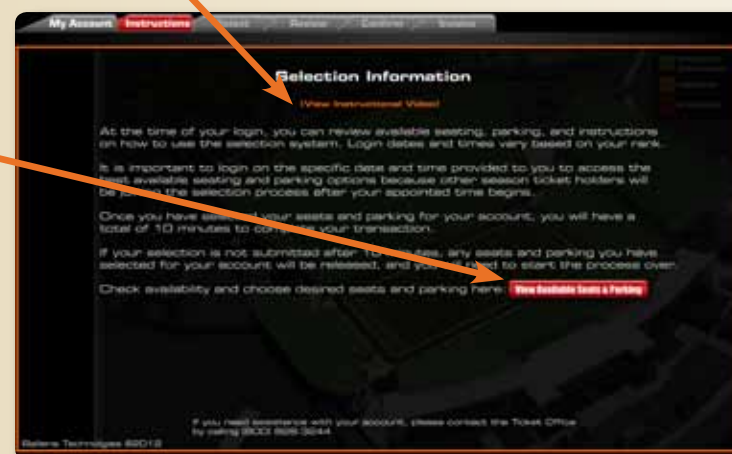 My Account Instructions Select Review Confirm Invoice
Selection Information
(View Instructional Video)
At the time of your login, you can review available seating, parking, and instructions
on how to use the selection system. Login dates and times vary based on your rank.
It is important to login on the specific date and time provided to you to access the
best available seating and parking options because other season ticket holders will
be joining the selection process after your appointed time begins.
Once you have selected your seats and parking for your account, you will have a
total of 10 minutes to complete your transaction.
If your selection is not submitted after 10 minutes, any seats and parking you have
selected for your account will be released, and you need to start the process over.
Check availability and choose desired seats and parking here: View Available Seats & Parking
If you need assistance with your account, please contact the Ticket Office
by calling (800)
Ballena ©2012